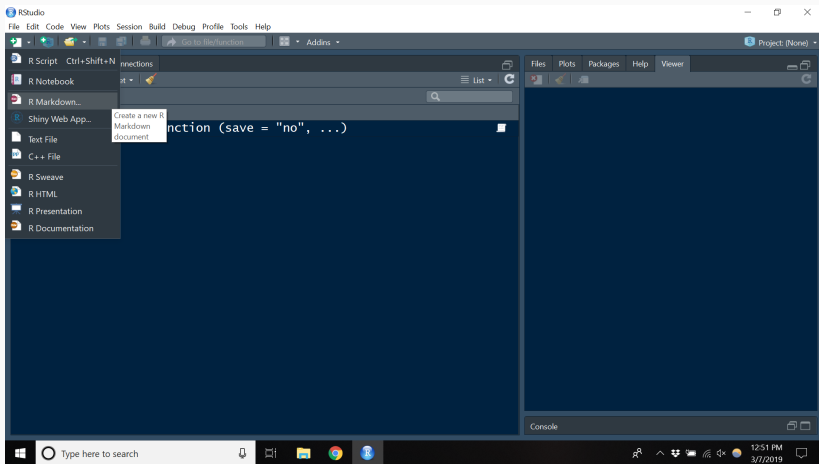 RStudio
File Edit Code View Plots Session Build Debug Profile Tools Help
Go to file/function Addins Project: (None)
R Script Ctrl+Shift+N
R Notebook
R Markdown...
Shiny Web App...
Text File
C++ File
R Sweave
R HTML
R Presentation
R Documentation
Create a new R
Markdown
document
nnections
List
nction (save = "no", ...)
Files Plots Packages Help Viewer
Console
Type here to search
12:51 PM
3/7/2019